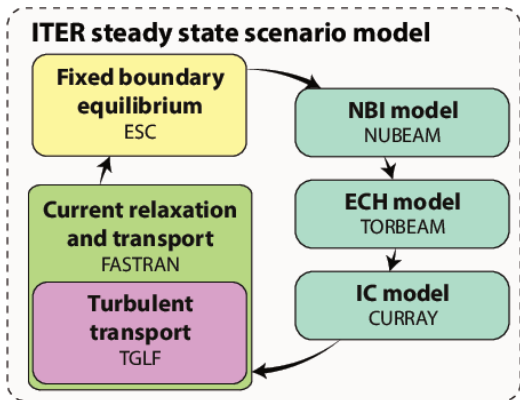 ITER steady state scenario model
Fixed boundary
equilibrium
ESC
NBI model
NUBEAM
ECH model
TORBEAM
IC model
CURRAY
Current relaxation
and transport
FASTRAN
Turbulent
transport
TGLF